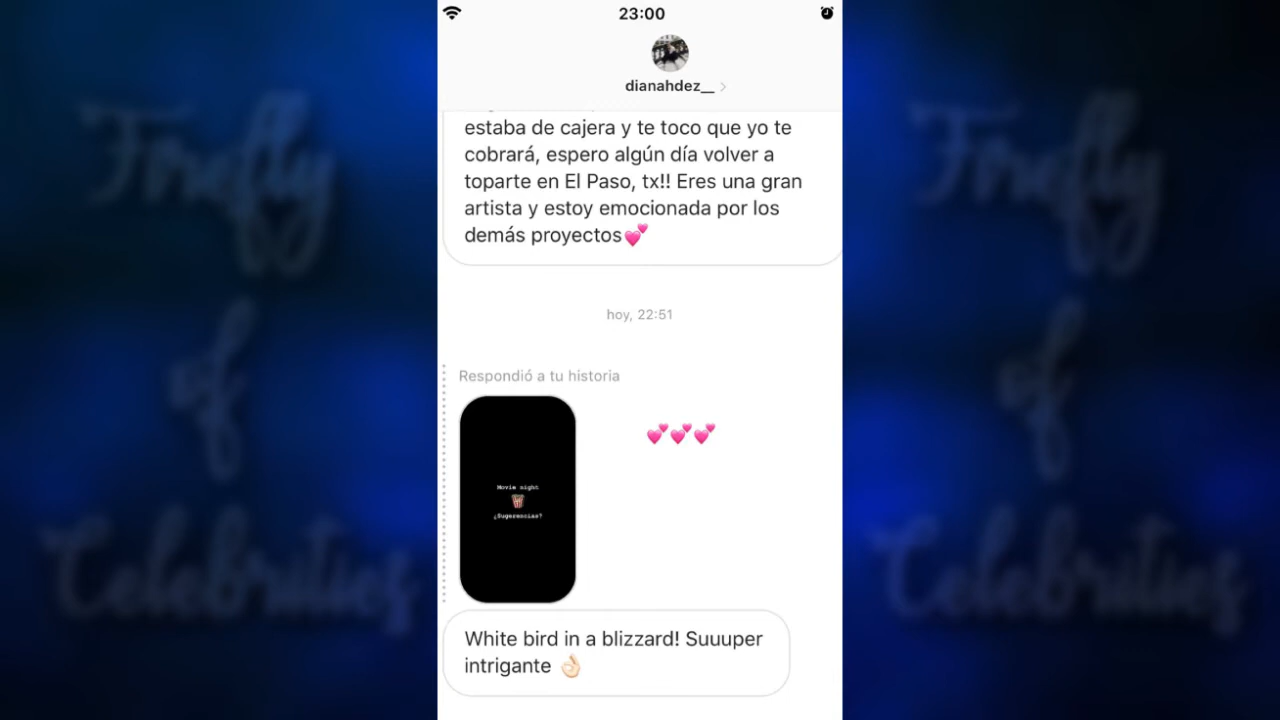 23:00
dianahdez__
estaba de cajera y te toco que yo te
cobrará, espero algún día volver a
toparte en El Paso, tx!! Eres una gran
artista y estoy emocionada por los
demás proyectos💕
hoy, 22:51
Respondió a tu historia
💕💕💕
Movie night
🍿
¿Sugerencias?
White bird in a blizzard! Suuuper
intrigante 👌🏻
Firefly
of
Celebrities
Firefly
of
Celebrities